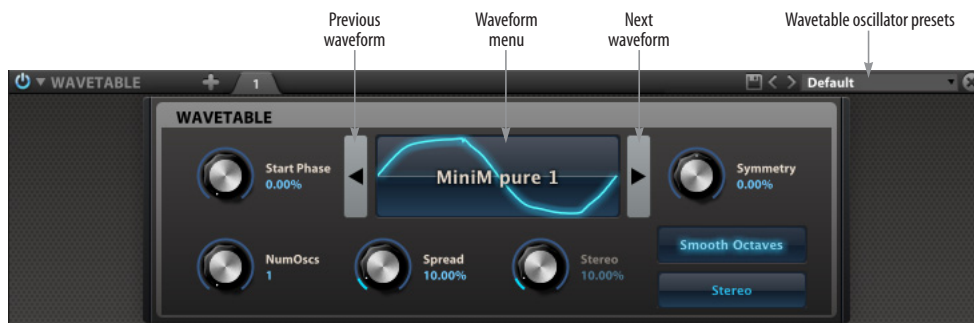 Previous
waveform
Waveform
menu
Next
waveform
Wavetable oscillator presets
WAVETABLE
1
Default
WAVETABLE
Start Phase
0.00%
MiniM pure 1
Symmetry
0.00%
NumOscs
1
Spread
10.00%
Stereo
10.00%
Smooth Octaves
Stereo